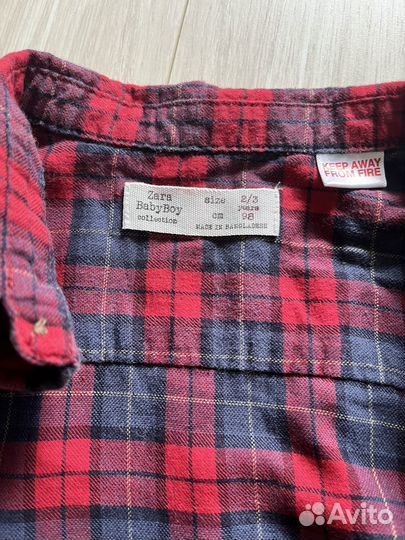 Zara
BabyBoy
collection
size 2/3
years
cm 98
MADE IN BANGLADESH
KEEP AWAY
FROM FIRE
Avito